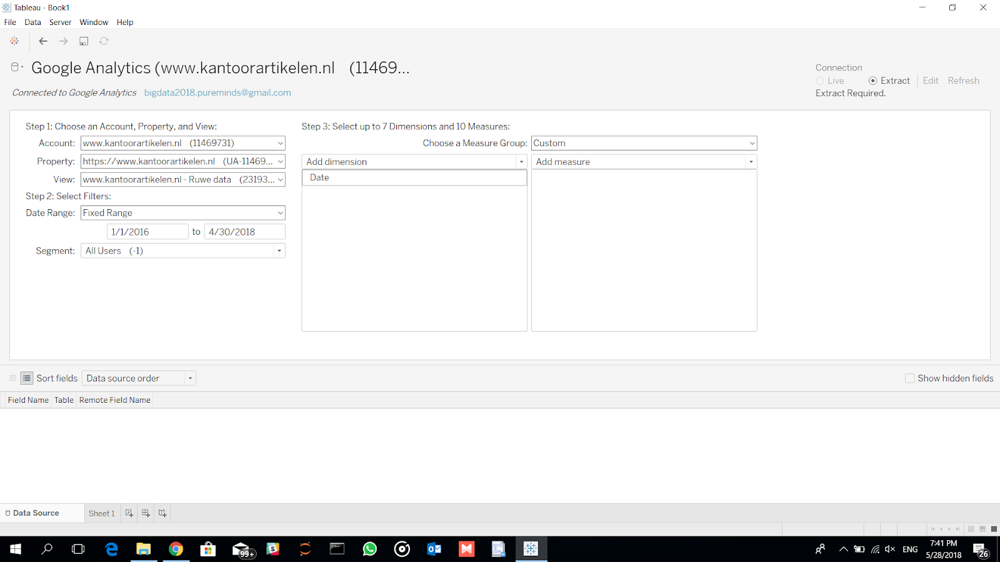 Tableau - Book1
File Data Server Window Help
Google Analytics (www.kantoorartikelen.nl (11469...
Connected to Google Analytics bigdata2018.pureminds@gmail.com
Connection
Live Extract Edit Refresh
Extract Required.
Step 1: Choose an Account, Property, and View:
Account: www.kantoorartikelen.nl (11469731)
Property: https://www.kantoorartikelen.nl (UA-11469...
View: www.kantoorartikelen.nl - Ruwe data (23193...
Step 2: Select Filters:
Date Range: Fixed Range
1/1/2016 to 4/30/2018
Segment: All Users (-1)
Step 3: Select up to 7 Dimensions and 10 Measures:
Choose a Measure Group: Custom
Add dimension Add measure
Date
Sort fields Data source order Show hidden fields
Field Name Table Remote Field Name
Data Source Sheet 1
99+ ENG 7:41 PM
5/28/2018 26